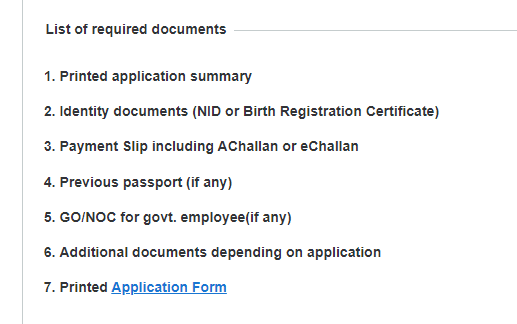 List of required documents
1. Printed application summary
2. Identity documents (NID or Birth Registration Certificate)
3. Payment Slip including AChallan or eChallan
4. Previous passport (if any)
5. GO/NOC for govt. employee(if any)
6. Additional documents depending on application
7. Printed Application Form